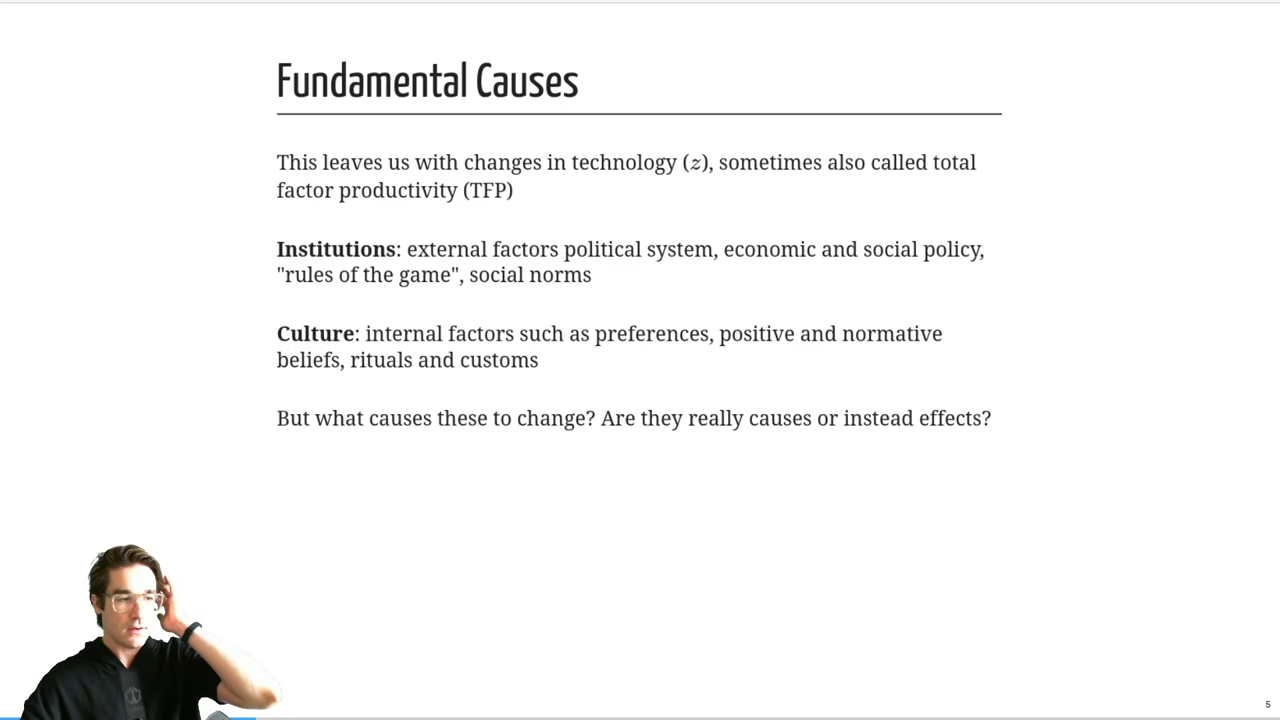 Fundamental Causes
This leaves us with changes in technology (z), sometimes also called total
factor productivity (TFP)
Institutions: external factors political system, economic and social policy,
"rules of the game", social norms
Culture: internal factors such as preferences, positive and normative
beliefs, rituals and customs
But what causes these to change? Are they really causes or instead effects?
5